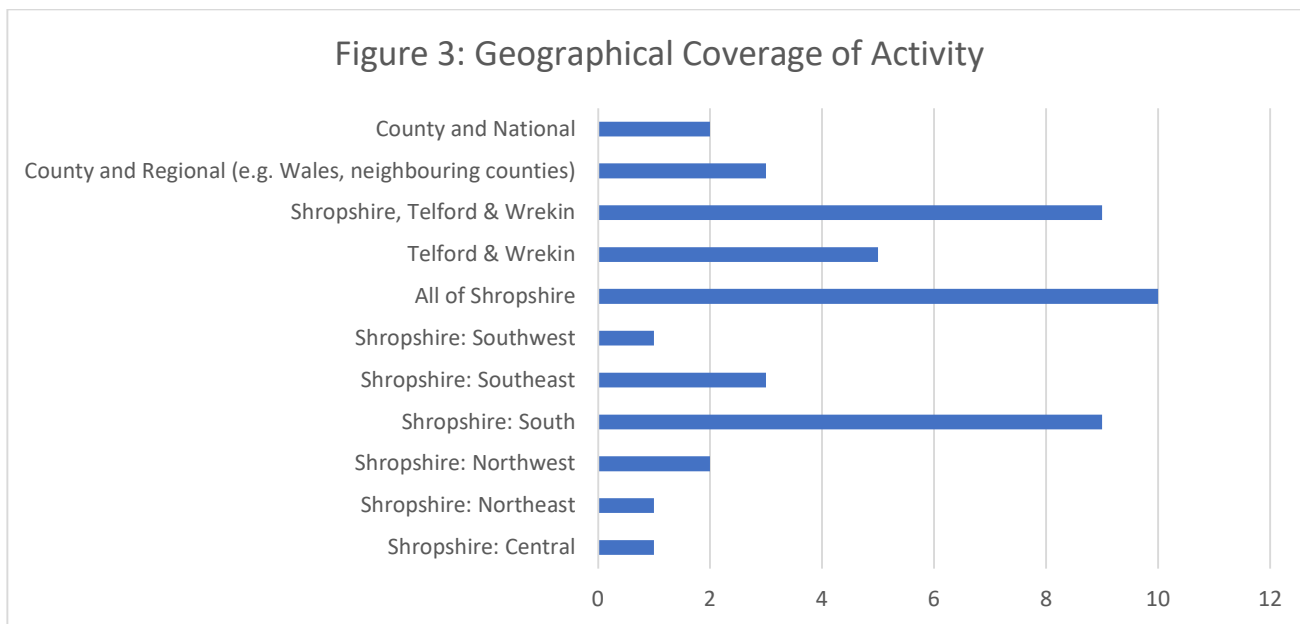 Figure 3: Geographical Coverage of Activity
County and National
County and Regional (e.g. Wales, neighbouring counties)
Shropshire, Telford & Wrekin
Telford & Wrekin
All of Shropshire
Shropshire: Southwest
Shropshire: Southeast
Shropshire: South
Shropshire: Northwest
Shropshire: Northeast
Shropshire: Central
0 2 4 6 8 10 12